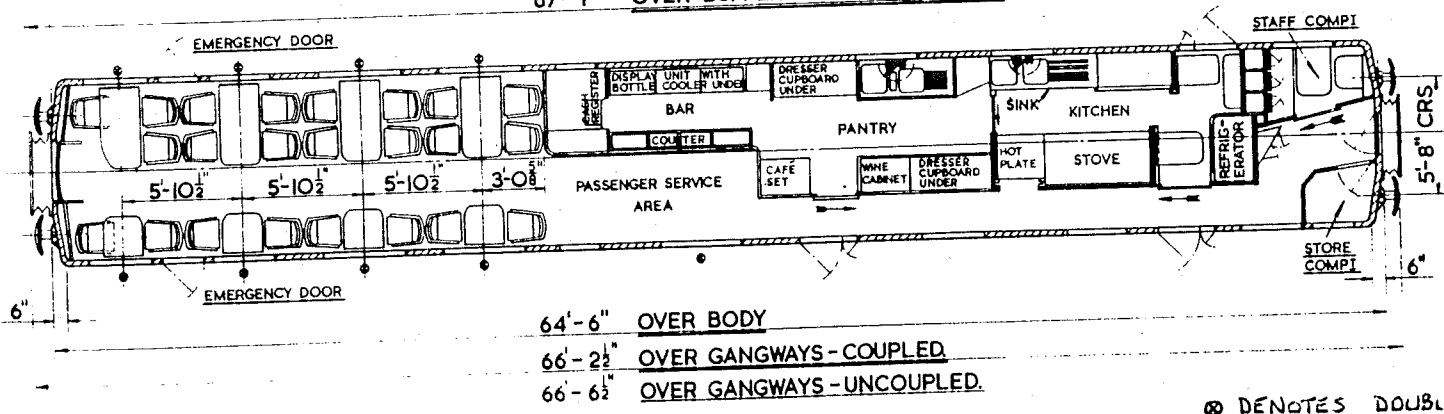 EMERGENCY DOOR
STAFF COMPT
CASH REGISTER
DISPLAY UNIT WITH
BOTTLE COOLER UNDER
DRESSER
CUPBOARD
UNDER
BAR
COUNTER
PANTRY
SINK
KITCHEN
REFRIG-
ERATOR
5'-8" CRS
5'-10½"
5'-10½"
5'-10½"
3'-0⅝"
PASSENGER SERVICE
AREA
CAFÉ
SET
WINE
CABINET
DRESSER
CUPBOARD
UNDER
HOT
PLATE
STOVE
STORE
COMPT
EMERGENCY DOOR
6"
6"
64'-6" OVER BODY
66'-2½" OVER GANGWAYS-COUPLED.
66'-6½" OVER GANGWAYS-UNCOUPLED.
⊗ DENOTES